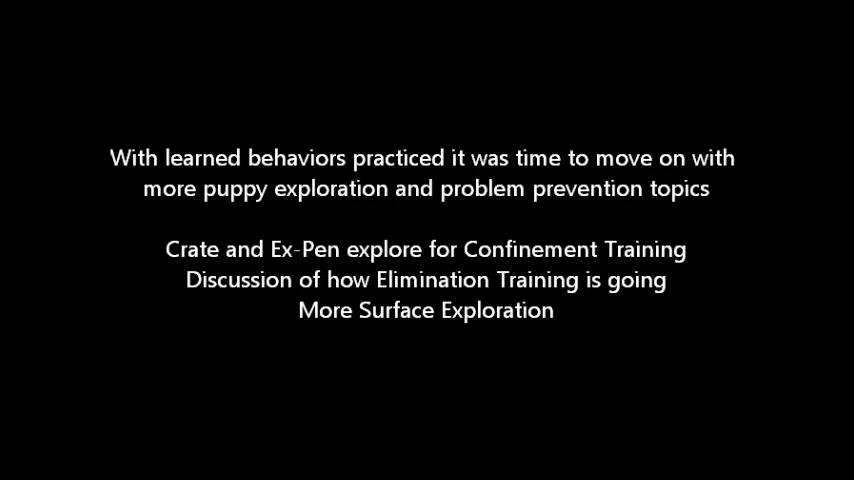 With learned behaviors practiced it was time to move on with
more puppy exploration and problem prevention topics
Crate and Ex-Pen explore for Confinement Training
Discussion of how Elimination Training is going
More Surface Exploration